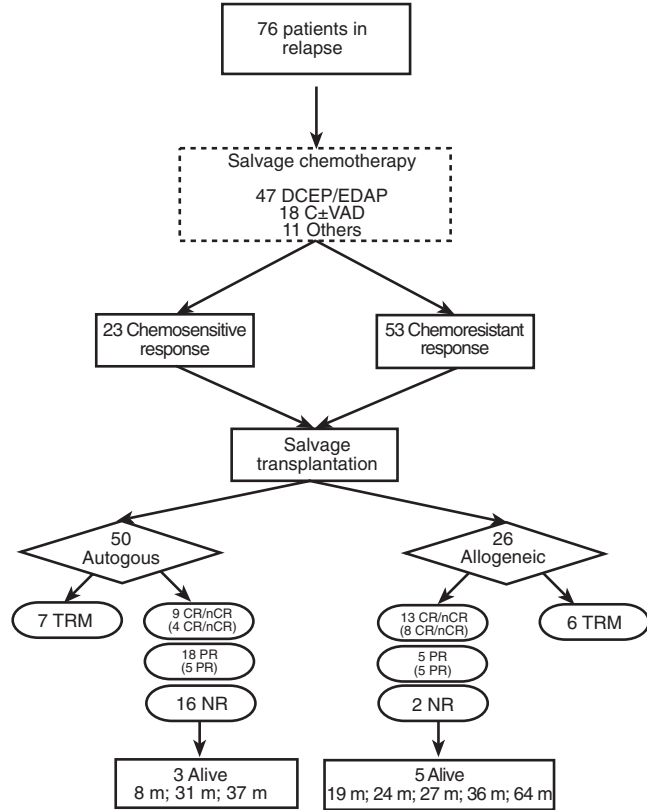 76 patients in
relapse
Salvage chemotherapy
47 DCEP/EDAP
18 C±VAD
11 Others
23 Chemosensitive
response
53 Chemoresistant
response
Salvage
transplantation
50
Autogous
7 TRM
9 CR/nCR
(4 CR/nCR)
18 PR
(5 PR)
16 NR
3 Alive
8 m; 31 m; 37 m
26
Allogeneic
13 CR/nCR
(8 CR/nCR)
6 TRM
5 PR
(5 PR)
2 NR
5 Alive
19 m; 24 m; 27 m; 36 m; 64 m